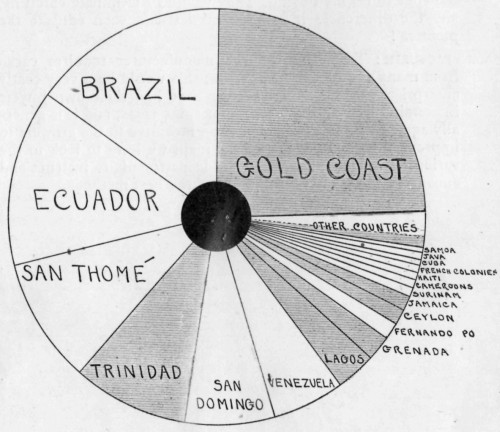 BRAZIL
GOLD COAST
ECUADOR
OTHER COUNTRIES
SAN THOMÉ
SAMOA
JAVA
CUBA
FRENCH COLONIES
HAITI
CAMEROONS
SURINAM
JAMAICA
CEYLON
FERNANDO PO
GRENADA
LAGOS
TRINIDAD
SAN
DOMINGO
VENEZUELA